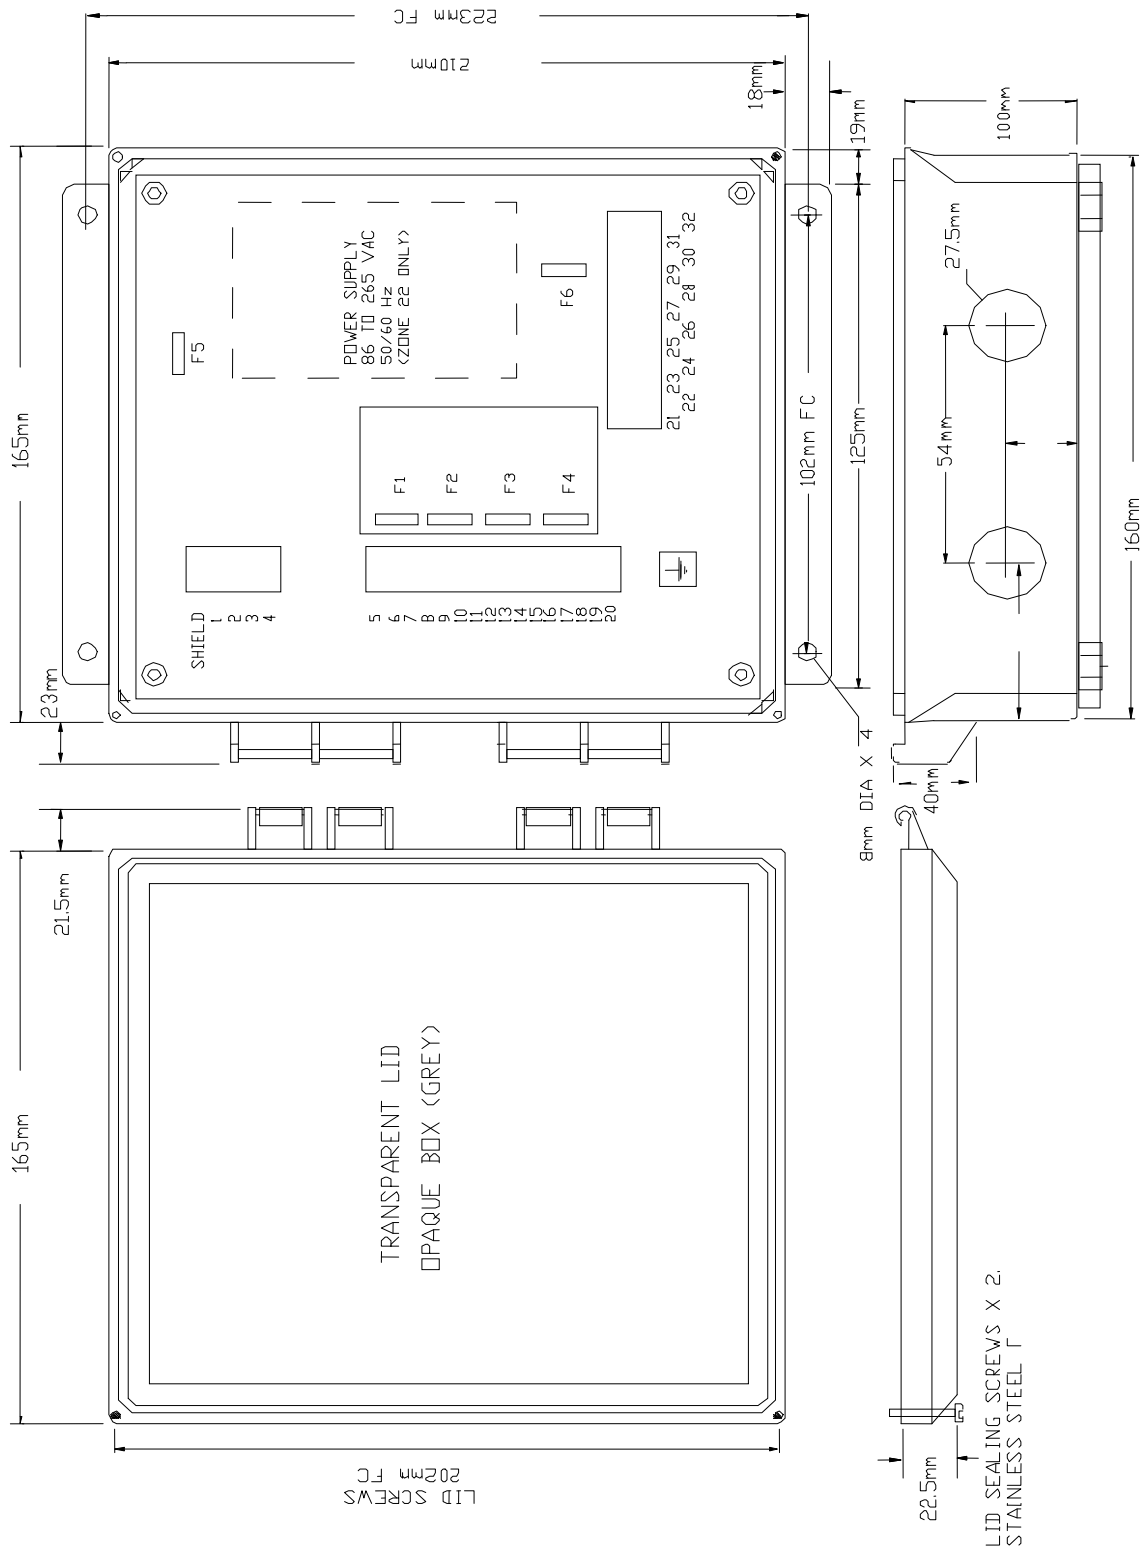 223mm FC
210mm
18mm
19mm
165mm
23mm
POWER SUPPLY
86 TO 265 VAC
50/60 Hz
<ZONE 22 ONLY>
F5
F6
F1
F2
F3
F4
SHIELD
1
2
3
4
5
6
7
8
9
10
11
12
13
14
15
16
17
18
19
20
21 23 25 27 29 31
22 24 26 28 30 32
102mm FC
125mm
8mm DIA X 4
100mm
27.5mm
54mm
160mm
40mm
21.5mm
165mm
TRANSPARENT LID
OPAQUE BOX <GREY>
202mm FC
LID SCREWS
22.5mm
LID SEALING SCREWS X 2.
STAINLESS STEEL